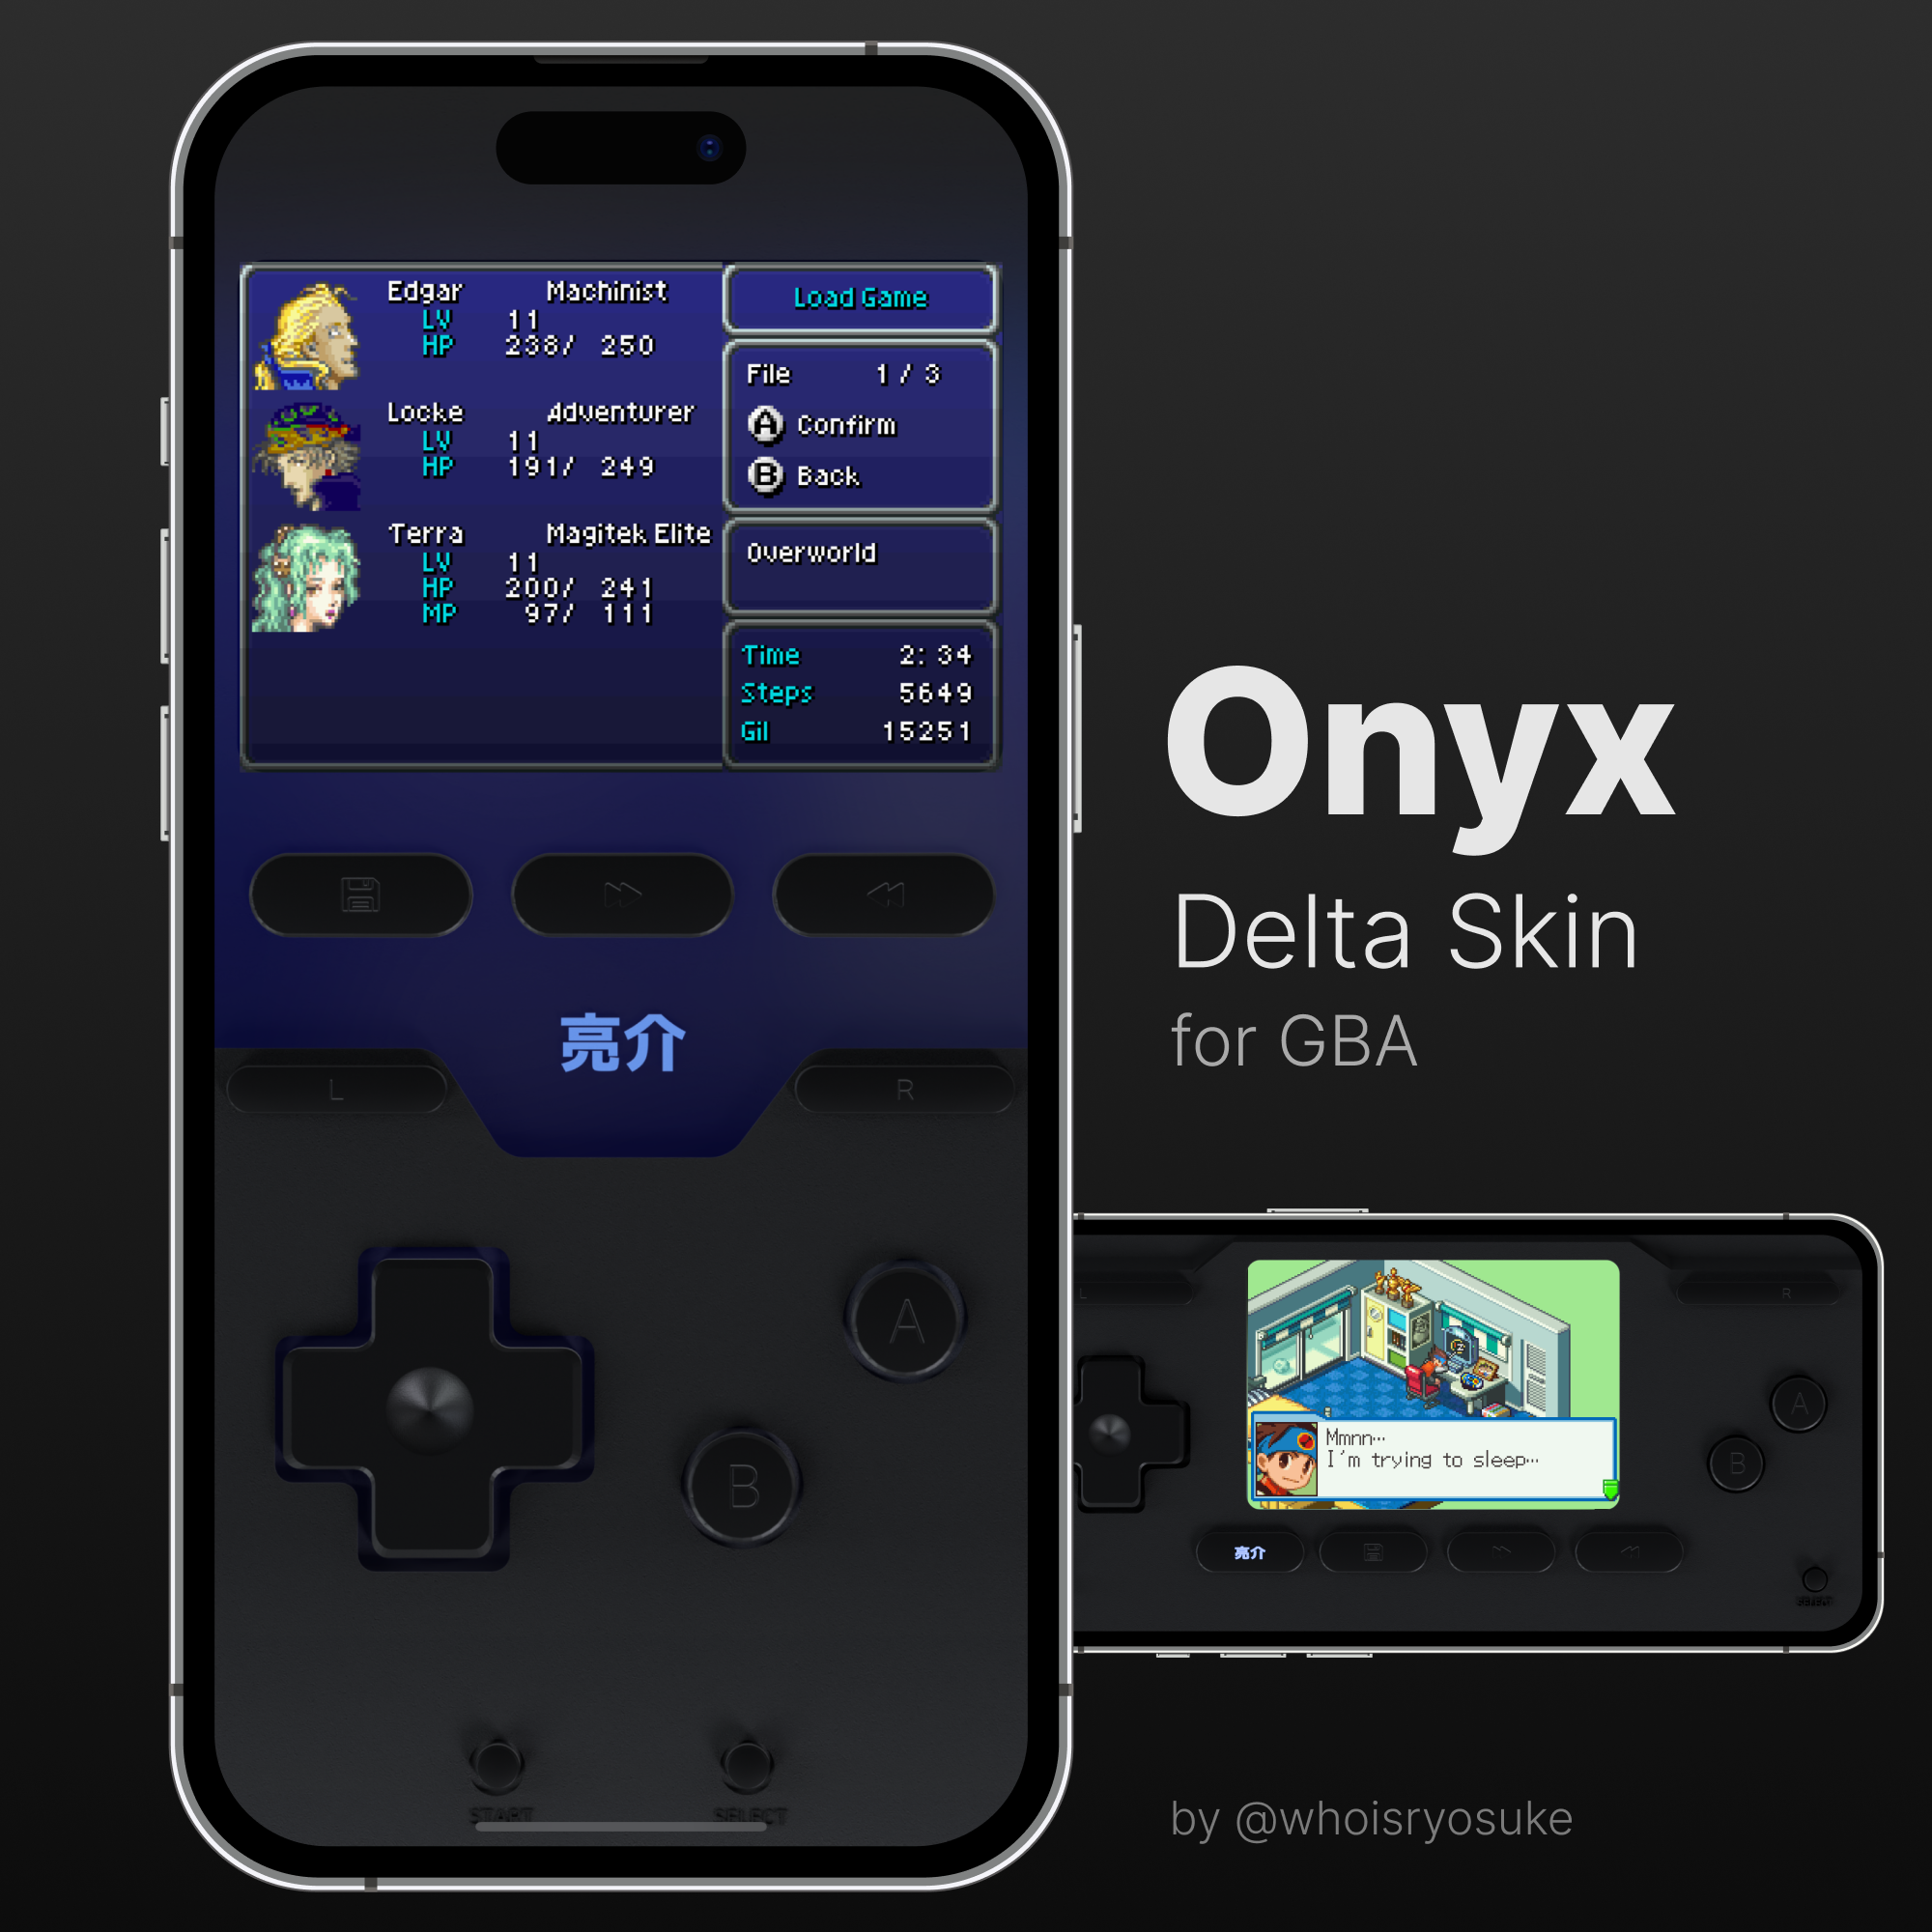 Edgar Machinist
LV 11
HP 238/ 250
Locke Adventurer
LV 11
HP 191/ 249
Terra Magitek Elite
LV 11
HP 200/ 241
MP 97/ 111
Load Game
File 1 / 3
A Confirm
B Back
Overworld
Time 2:34
Steps 5649
Gil 15251
亮介
L R
A
B
START SELECT
Onyx
Delta Skin
for GBA
L R
Mmnn…
I'm trying to sleep…
A
B
亮介
SELECT
by @whoisryosuke